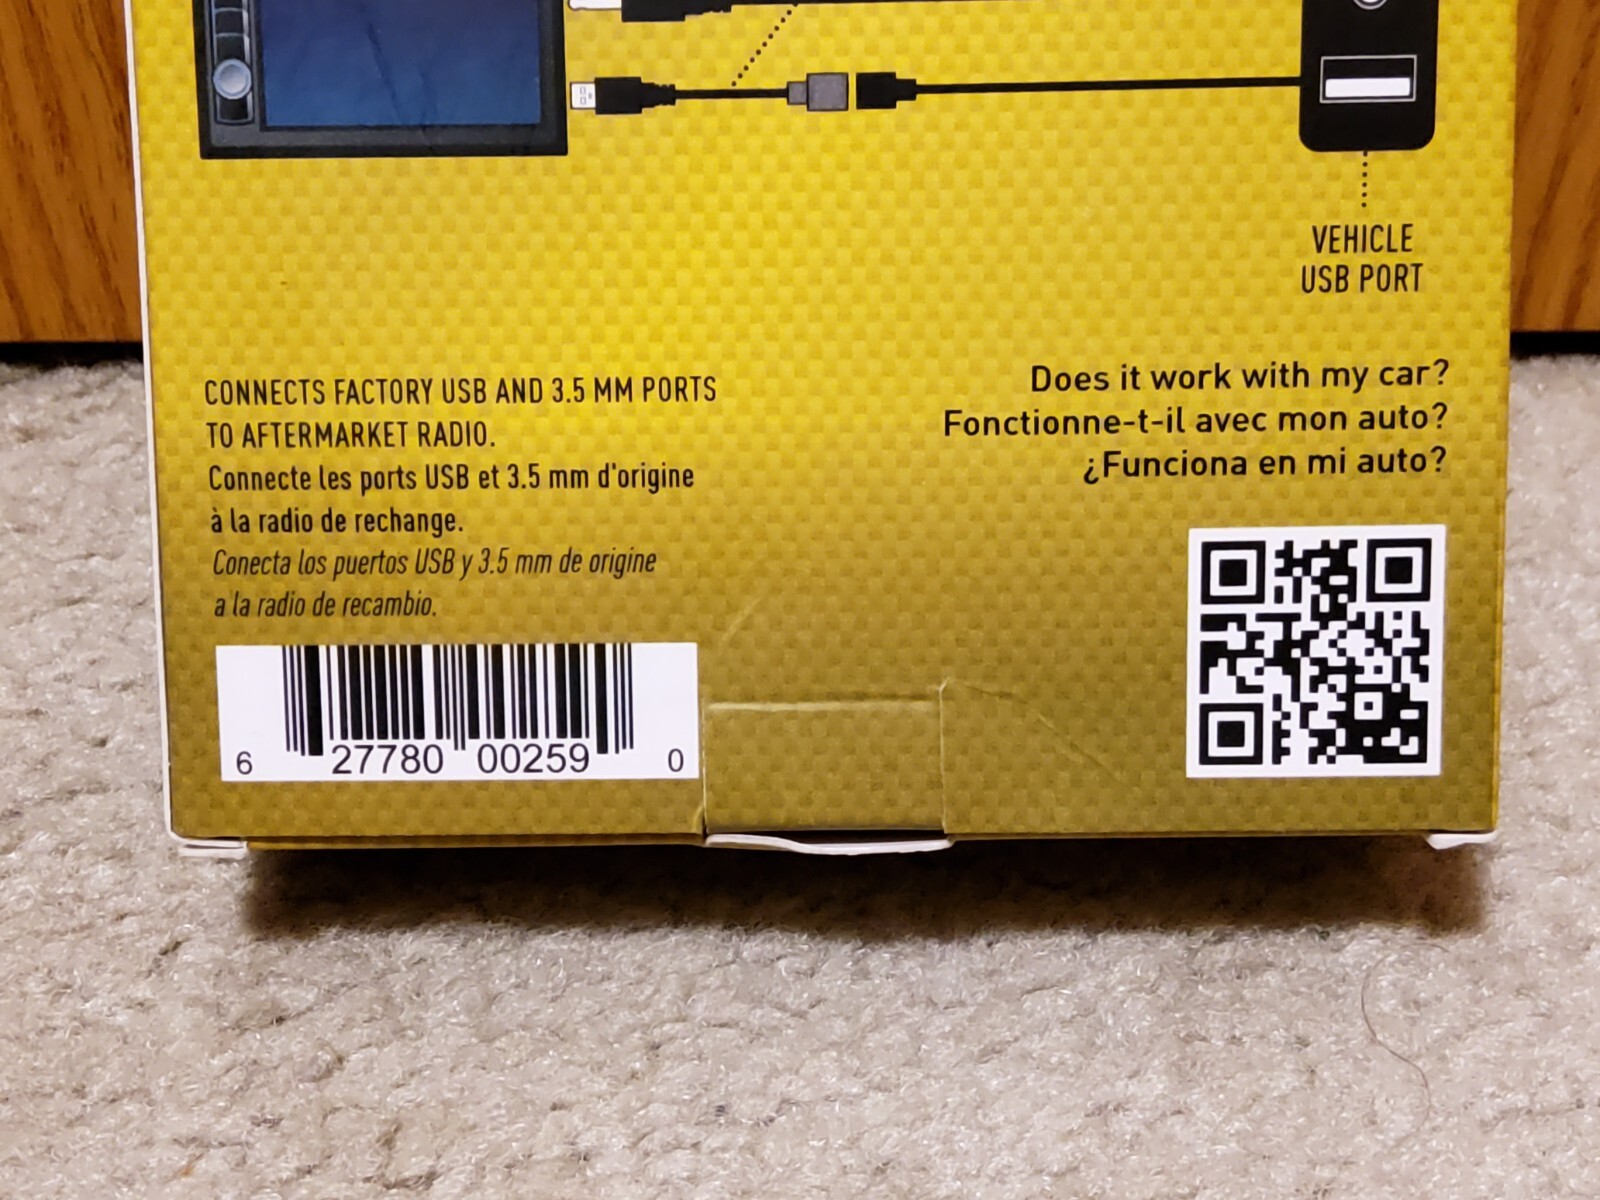 VEHICLE
USB PORT
CONNECTS FACTORY USB AND 3.5 MM PORTS
TO AFTERMARKET RADIO.
Connecte les ports USB et 3.5 mm d'origine
à la radio de rechange.
Conecta los puertos USB y 3.5 mm de origine
a la radio de recambio.
Does it work with my car?
Fonctionne-t-il avec mon auto?
¿Funciona en mi auto?
6 27780 00259 0